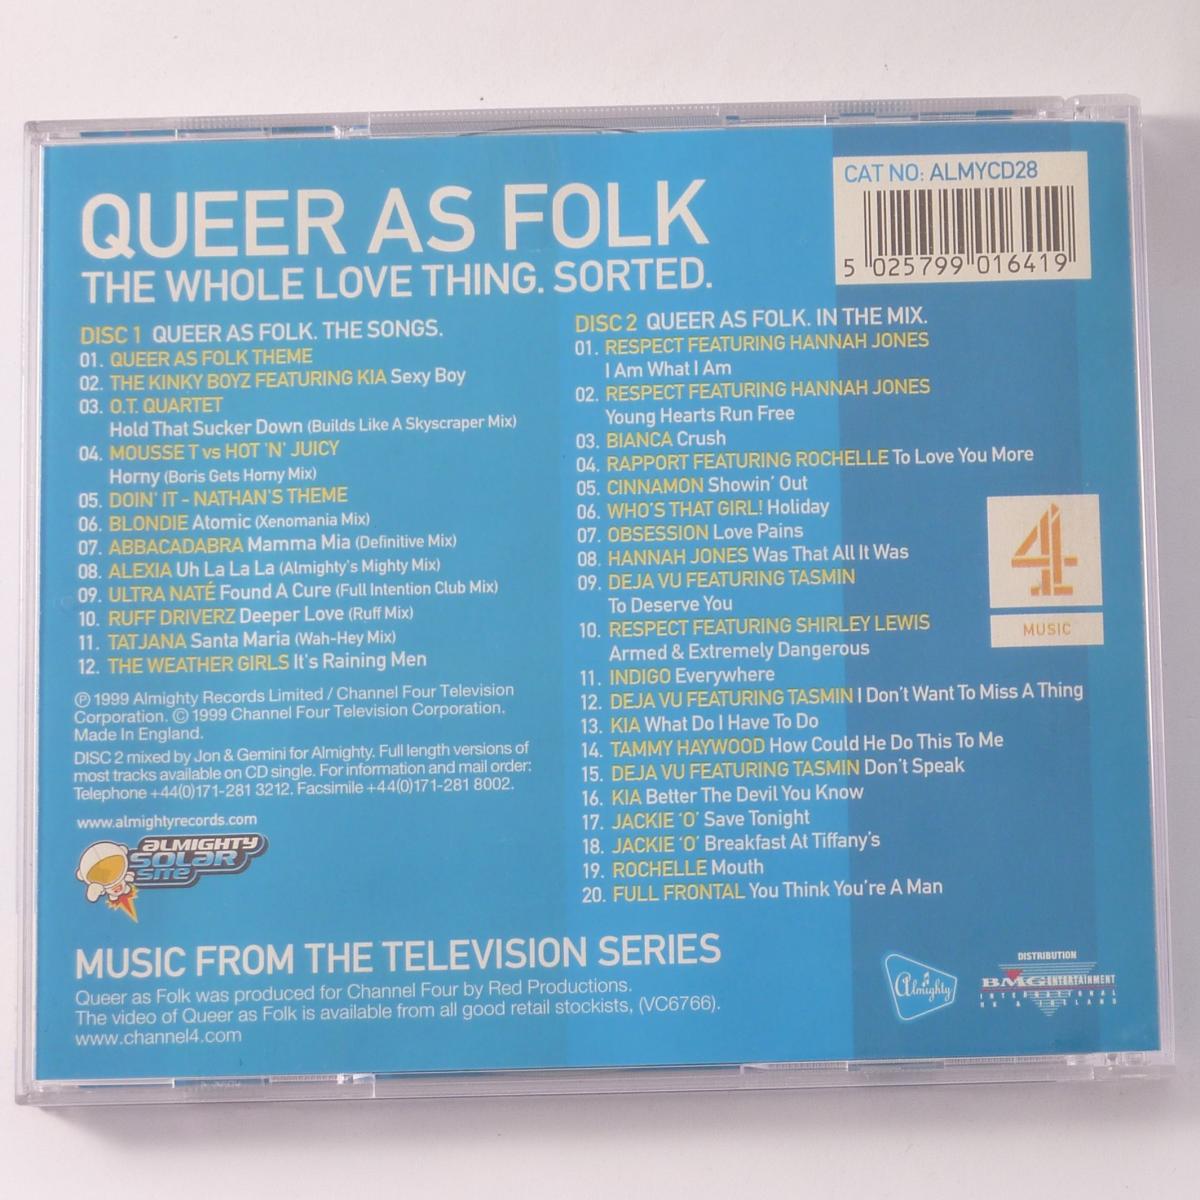 QUEER AS FOLK
THE WHOLE LOVE THING. SORTED.
CAT NO: ALMYCD28
5 025799 016419
DISC 1 QUEER AS FOLK. THE SONGS.
01. QUEER AS FOLK THEME
02. THE KINKY BOYZ FEATURING KIA Sexy Boy
03. O.T. QUARTET
Hold That Sucker Down (Builds Like A Skyscraper Mix)
04. MOUSSE T vs HOT 'N' JUICY
Horny (Boris Gets Horny Mix)
05. DOIN' IT - NATHAN'S THEME
06. BLONDIE Atomic (Xenomania Mix)
07. ABBACADABRA Mamma Mia (Definitive Mix)
08. ALEXIA Uh La La La (Almighty's Mighty Mix)
09. ULTRA NATÉ Found A Cure (Full Intention Club Mix)
10. RUFF DRIVERZ Deeper Love (Ruff Mix)
11. TATJANA Santa Maria (Wah-Hey Mix)
12. THE WEATHER GIRLS It's Raining Men
℗ 1999 Almighty Records Limited / Channel Four Television
Corporation. © 1999 Channel Four Television Corporation.
Made In England.
DISC 2 mixed by Jon & Gemini for Almighty. Full length versions of
most tracks available on CD single. For information and mail order:
Telephone +44(0)171-281 3212. Facsimile +44(0)171-281 8002.
www.almightyrecords.com
ALMIGHTY
SOLAR
SITE
DISC 2 QUEER AS FOLK. IN THE MIX.
01. RESPECT FEATURING HANNAH JONES
I Am What I Am
02. RESPECT FEATURING HANNAH JONES
Young Hearts Run Free
03. BIANCA Crush
04. RAPPORT FEATURING ROCHELLE To Love You More
05. CINNAMON Showin' Out
06. WHO'S THAT GIRL! Holiday
07. OBSESSION Love Pains
08. HANNAH JONES Was That All It Was
09. DEJA VU FEATURING TASMIN
To Deserve You
10. RESPECT FEATURING SHIRLEY LEWIS
Armed & Extremely Dangerous
11. INDIGO Everywhere
12. DEJA VU FEATURING TASMIN I Don't Want To Miss A Thing
13. KIA What Do I Have To Do
14. TAMMY HAYWOOD How Could He Do This To Me
15. DEJA VU FEATURING TASMIN Don't Speak
16. KIA Better The Devil You Know
17. JACKIE 'O' Save Tonight
18. JACKIE 'O' Breakfast At Tiffany's
19. ROCHELLE Mouth
20. FULL FRONTAL You Think You're A Man
4
MUSIC
MUSIC FROM THE TELEVISION SERIES
Queer as Folk was produced for Channel Four by Red Productions.
The video of Queer as Folk is available from all good retail stockists, (VC6766).
www.channel4.com
Almighty
DISTRIBUTION
BMG ENTERTAINMENT
INTERNATIONAL
UK & IRELAND